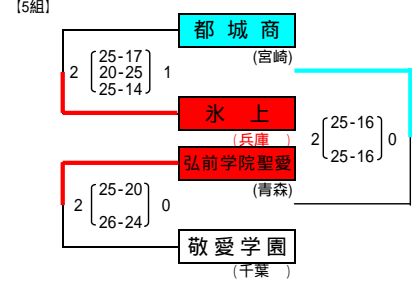 【5組】
都城商
(宮崎)
2 25-17 1
20-25
25-14
氷上
(兵庫 )
弘前学院聖愛
(青森)
2 25-20 0
26-24
敬愛学園
(千葉 )
2 25-16 0
25-16